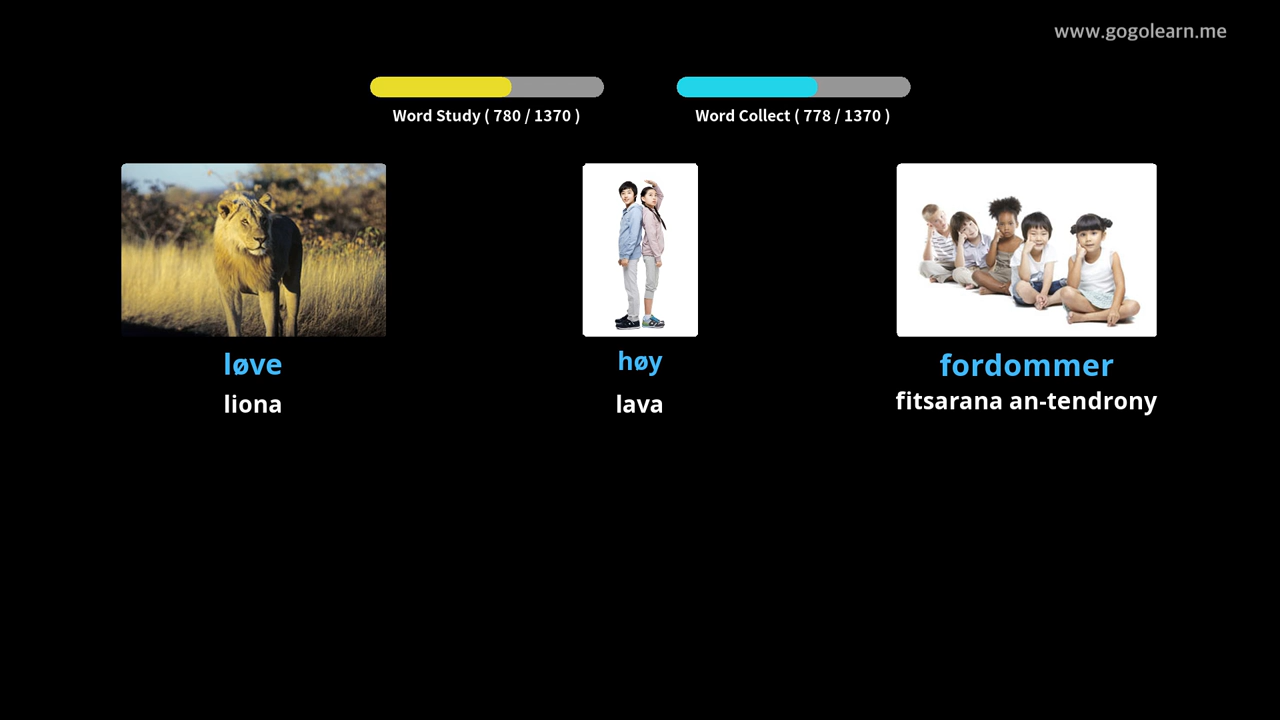 www.gogolearn.me
Word Study ( 780 / 1370 )
Word Collect ( 778 / 1370 )
løve
liona
høy
lava
fordommer
fitsarana an-tendrony